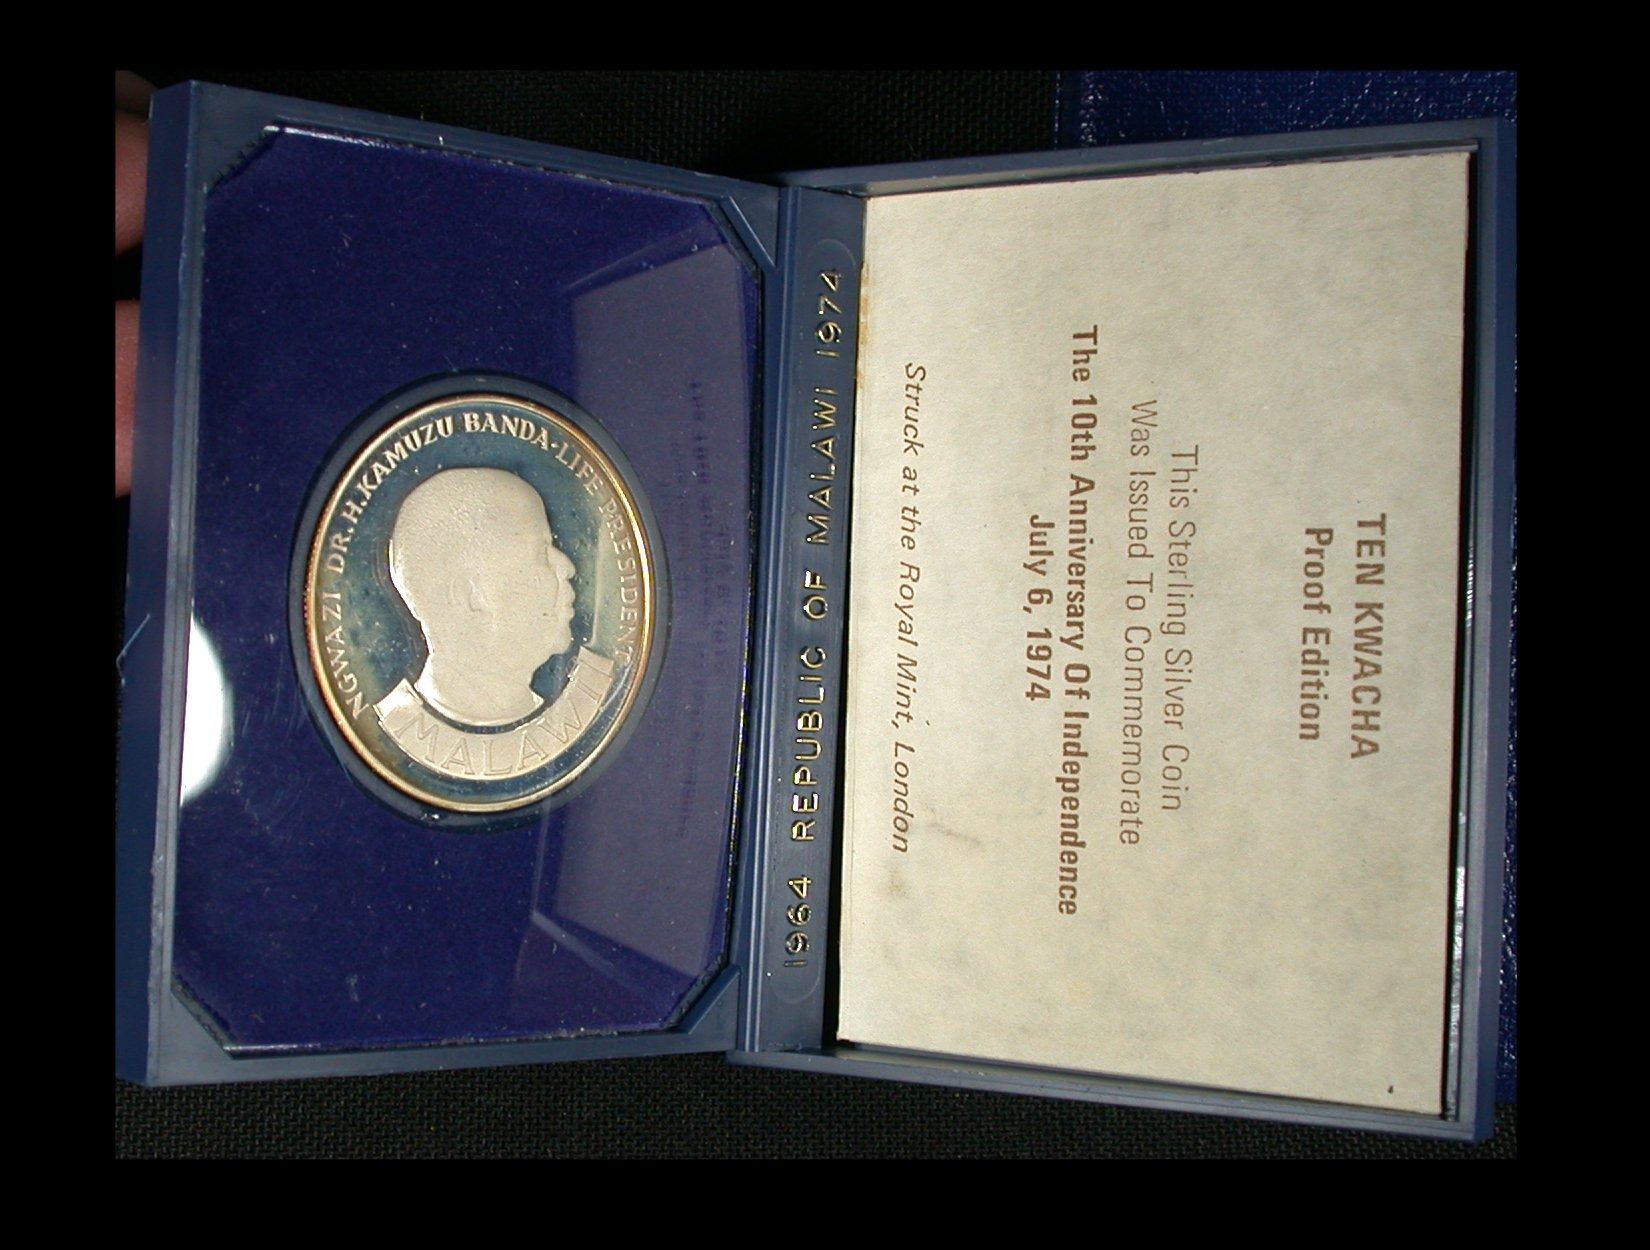 NGWAZI DR.H.KAMUZU BANDA-LIFE PRESIDENT
MALAWI
1964 REPUBLIC OF MALAWI 1974
TEN KWACHA
Proof Edition
This Sterling Silver Coin
Was Issued To Commemorate
The 10th Anniversary Of Independence
July 6, 1974
Struck at the Royal Mint, London